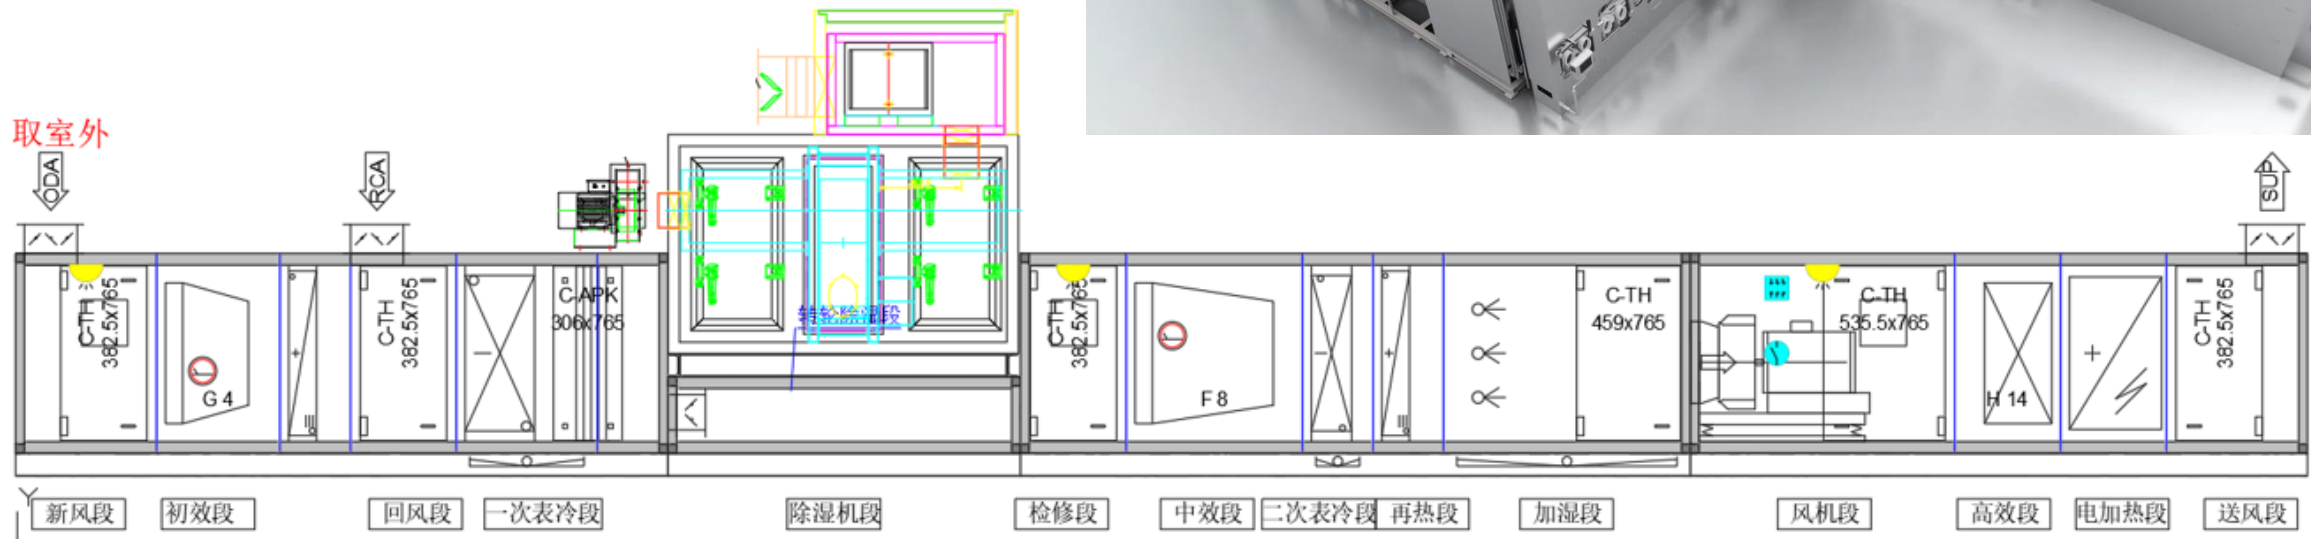 取室外
ODA
RCA
SUP
C-TH
382.5x765
G 4
C-TH
382.5x765
C-APK
306x765
转轮除湿段
C-TH
382.5x765
F 8
C-TH
459x765
C-TH
535.5x765
H 14
C-TH
382.5x765
Y
新风段
初效段
回风段
一次表冷段
除湿机段
检修段
中效段
二次表冷段
再热段
加湿段
风机段
高效段
电加热段
送风段